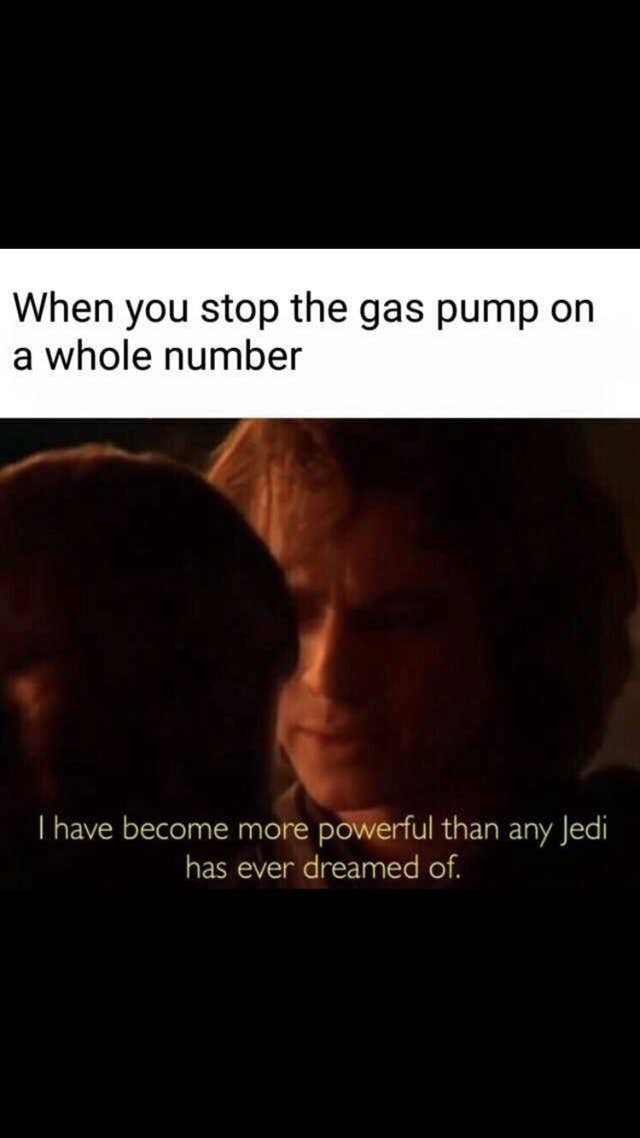 When you stop the gas pump on
a whole number
I have become more powerful than any Jedi
has ever dreamed of.